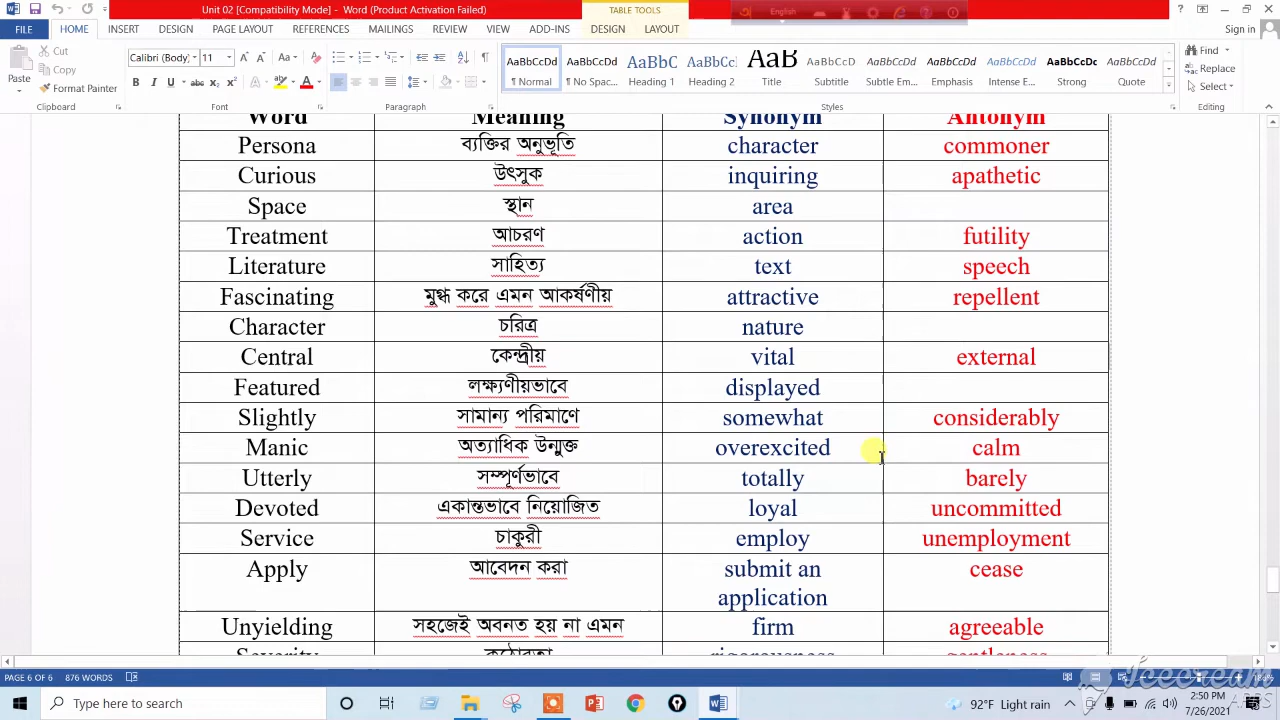 Unit 02 [Compatibility Mode] - Word (Product Activation Failed)
TABLE TOOLS
English
FILE HOME INSERT DESIGN PAGE LAYOUT REFERENCES MAILINGS REVIEW VIEW ADD-INS DESIGN LAYOUT Sign in
Paste Cut Copy Format Painter
Calibri (Body) 11
AaBbCcDd AaBbCcDd AaBbC AaBbCc AaB AaBbCcD AaBbCcDd AaBbCcDd AaBbCcDd AaBbCcDc AaBbCcDd
¶ Normal ¶ No Spac... Heading 1 Heading 2 Title Subtitle Subtle Em... Emphasis Intense E... Strong Quote
Find Replace Select
Clipboard Font Paragraph Styles Editing
Word Meaning Synonym Antonym
Persona ব্যক্তির অনুভূতি character commoner
Curious উৎসুক inquiring apathetic
Space স্থান area
Treatment আচরণ action futility
Literature সাহিত্য text speech
Fascinating মুগ্ধ করে এমন আকর্ষণীয় attractive repellent
Character চরিত্র nature
Central কেন্দ্রীয় vital external
Featured লক্ষ্যণীয়ভাবে displayed
Slightly সামান্য পরিমাণে somewhat considerably
Manic অত্যাধিক উন্মুক্ত overexcited calm
Utterly সম্পূর্ণভাবে totally barely
Devoted একান্তভাবে নিয়োজিত loyal uncommitted
Service চাকুরী employ unemployment
Apply আবেদন করা submit an application cease
Unyielding সহজেই অবনত হয় না এমন firm agreeable
Severity কঠোরতা rigorousness gentleness
PAGE 6 OF 6 876 WORDS
Icecream
APPS
Type here to search
92°F Light rain
2:50 PM
7/26/2021